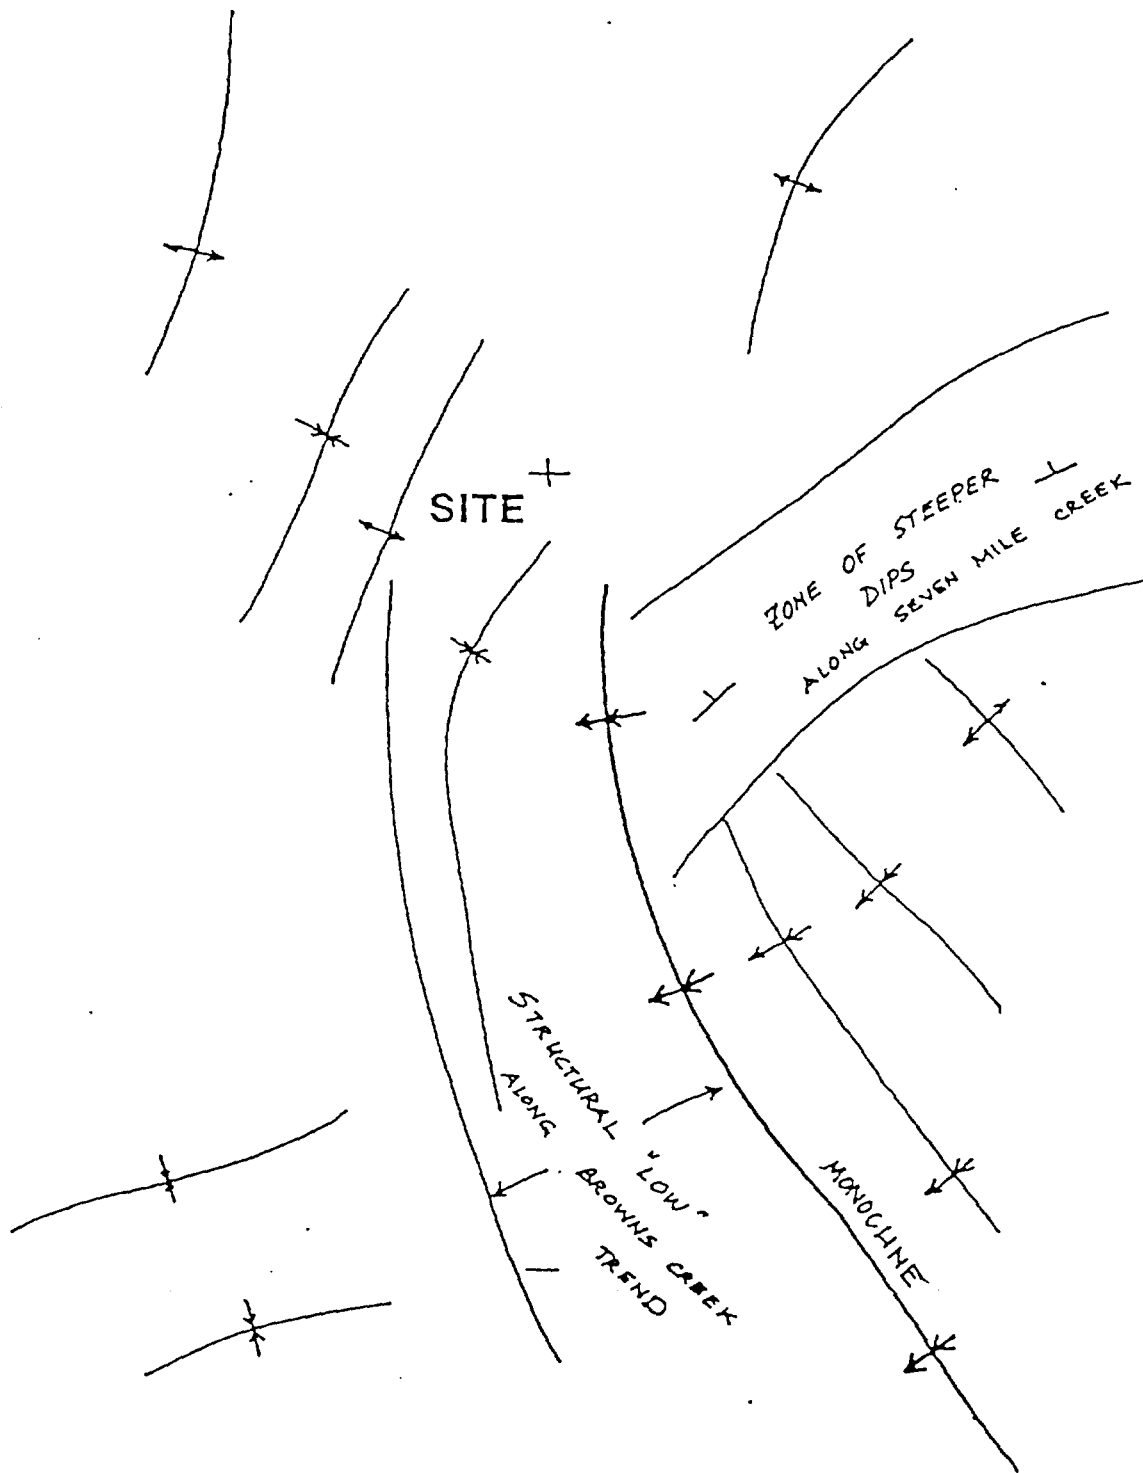 SITE
ZONE OF STEEPER
DIPS
ALONG SEVEN MILE CREEK
STRUCTURAL "LOW"
ALONG BROWNS CREEK
TREND
MONOCLINE